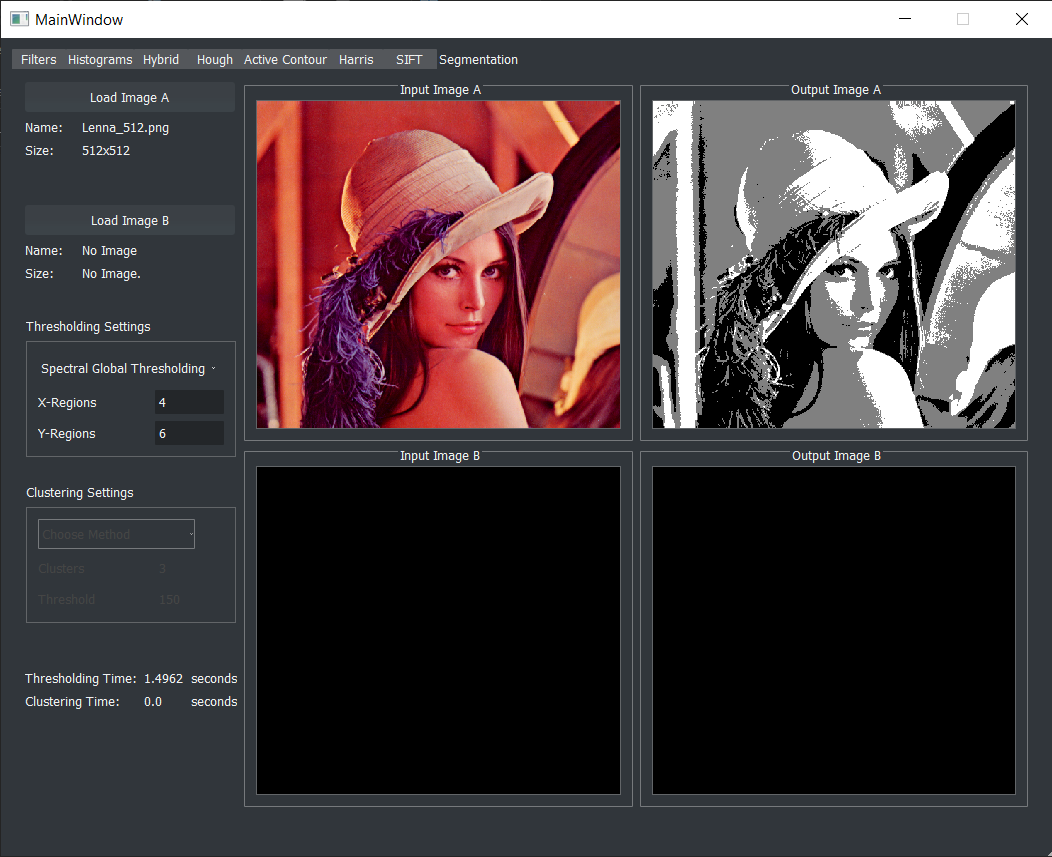 MainWindow
Filters Histograms Hybrid Hough Active Contour Harris SIFT Segmentation
Load Image A
Name: Lenna_512.png
Size: 512x512
Load Image B
Name: No Image
Size: No Image.
Thresholding Settings
Spectral Global Thresholding
X-Regions 4
Y-Regions 6
Clustering Settings
Choose Method
Clusters 3
Threshold 150
Thresholding Time: 1.4962 seconds
Clustering Time: 0.0 seconds
Input Image A
Output Image A
Input Image B
Output Image B